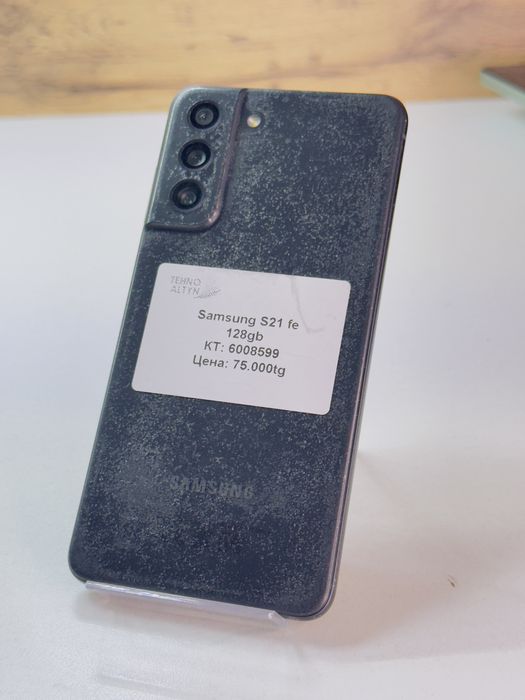 TEHNO
ALTYN
Samsung S21 fe
128gb
КТ: 6008599
Цена: 75.000tg
SAMSUNG